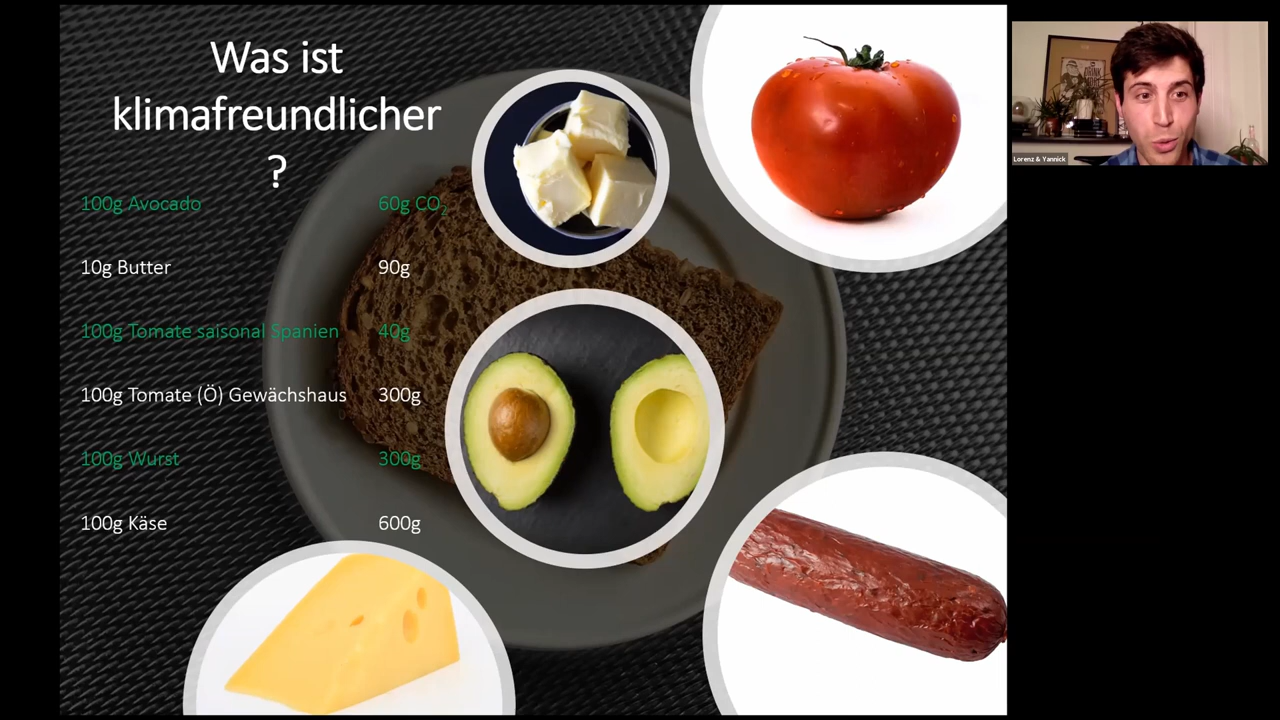 Was ist
klimafreundlicher
?
100g Avocado 60g CO₂
10g Butter 90g
100g Tomate saisonal Spanien 40g
100g Tomate (Ö) Gewächshaus 300g
100g Wurst 300g
100g Käse 600g
Lorenz & Yannick